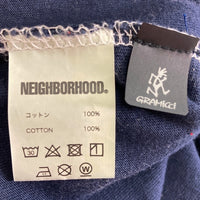 NEIGHBORHOOD®
コットン 100%
COTTON 100%
GRAMiCCi